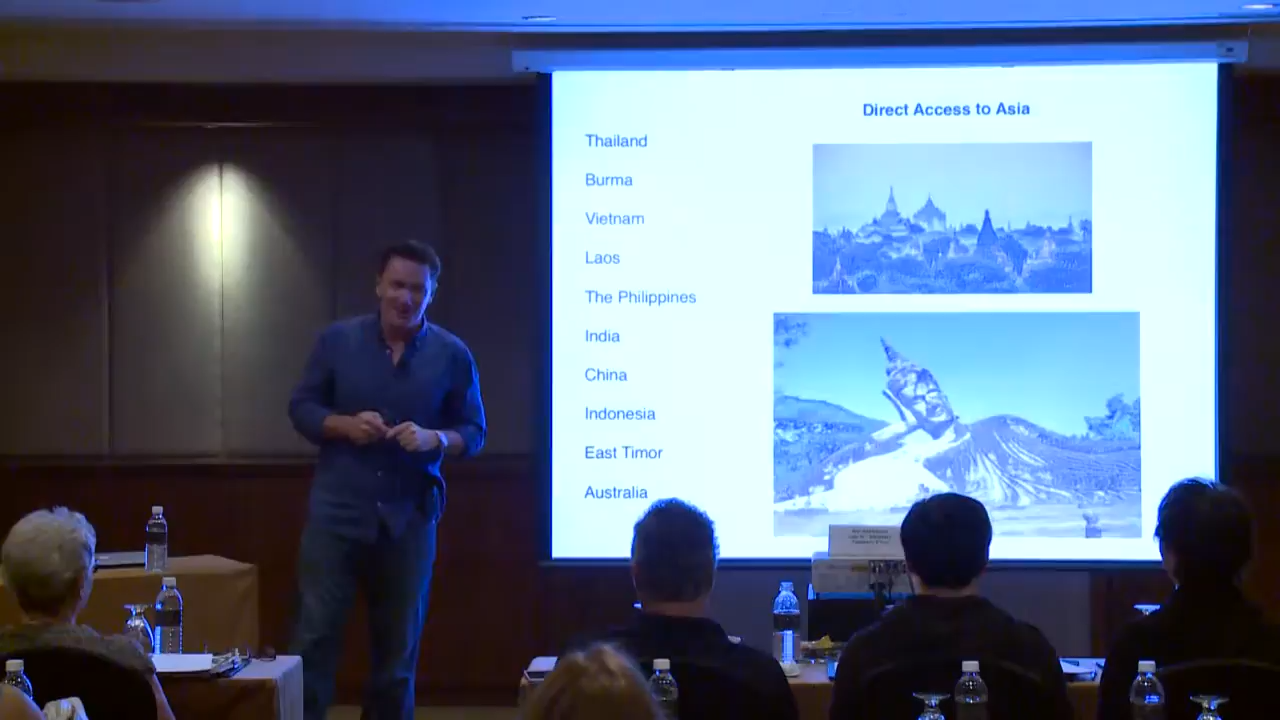 Direct Access to Asia
Thailand
Burma
Vietnam
Laos
The Philippines
India
China
Indonesia
East Timor
Australia